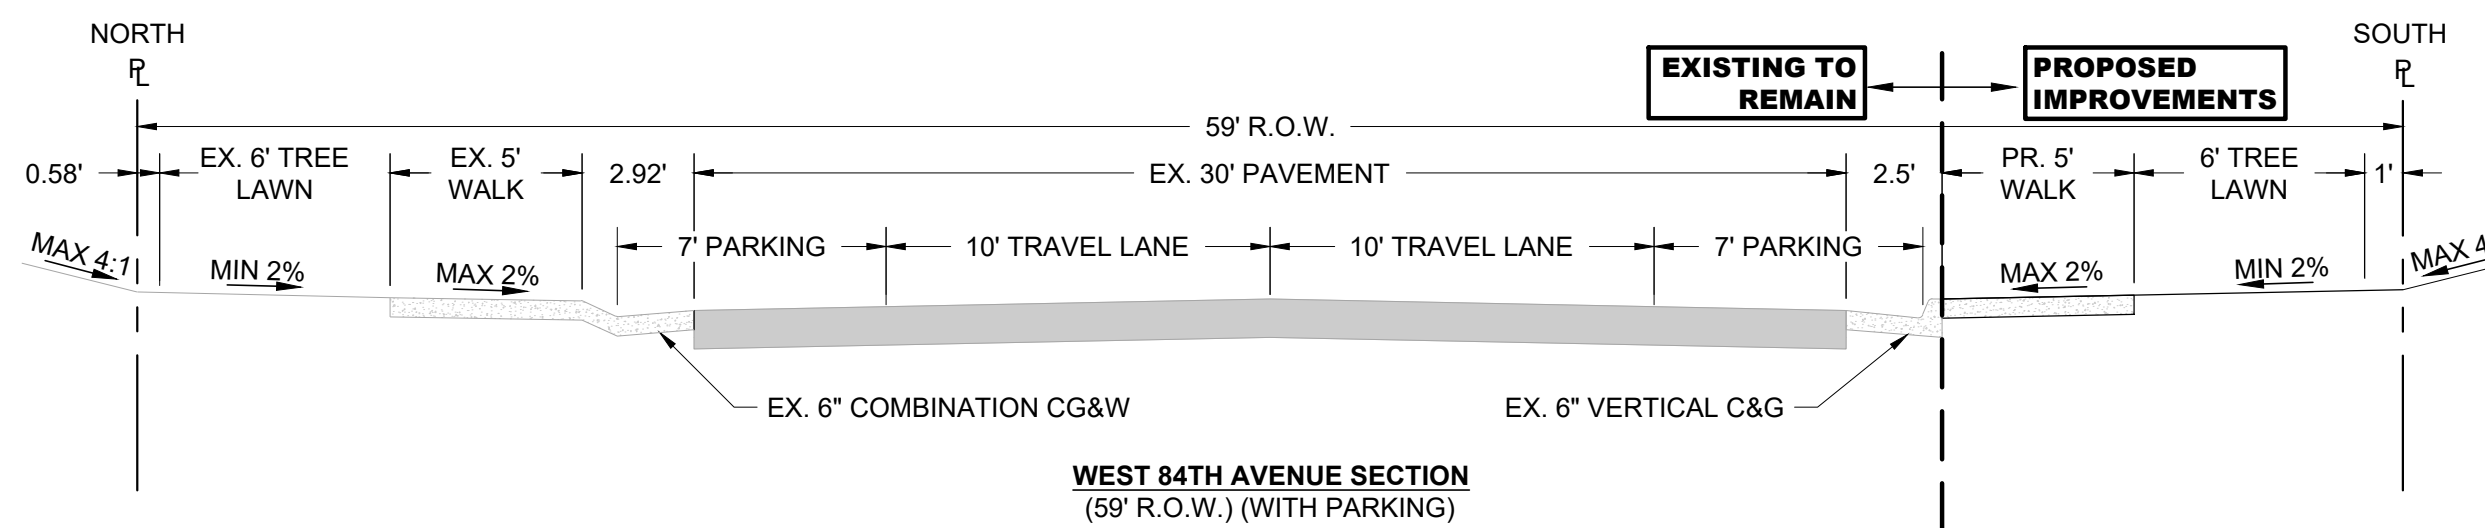 NORTH
PL
SOUTH
PL
EXISTING TO
REMAIN
PROPOSED
IMPROVEMENTS
59' R.O.W.
0.58'
EX. 6' TREE
LAWN
EX. 5'
WALK
2.92'
EX. 30' PAVEMENT
2.5'
PR. 5'
WALK
6' TREE
LAWN
1'
7' PARKING
10' TRAVEL LANE
10' TRAVEL LANE
7' PARKING
MAX 4:1
MIN 2%
MAX 2%
MAX 2%
MIN 2%
MAX 4
EX. 6" COMBINATION CG&W
EX. 6" VERTICAL C&G
WEST 84TH AVENUE SECTION
(59' R.O.W.) (WITH PARKING)